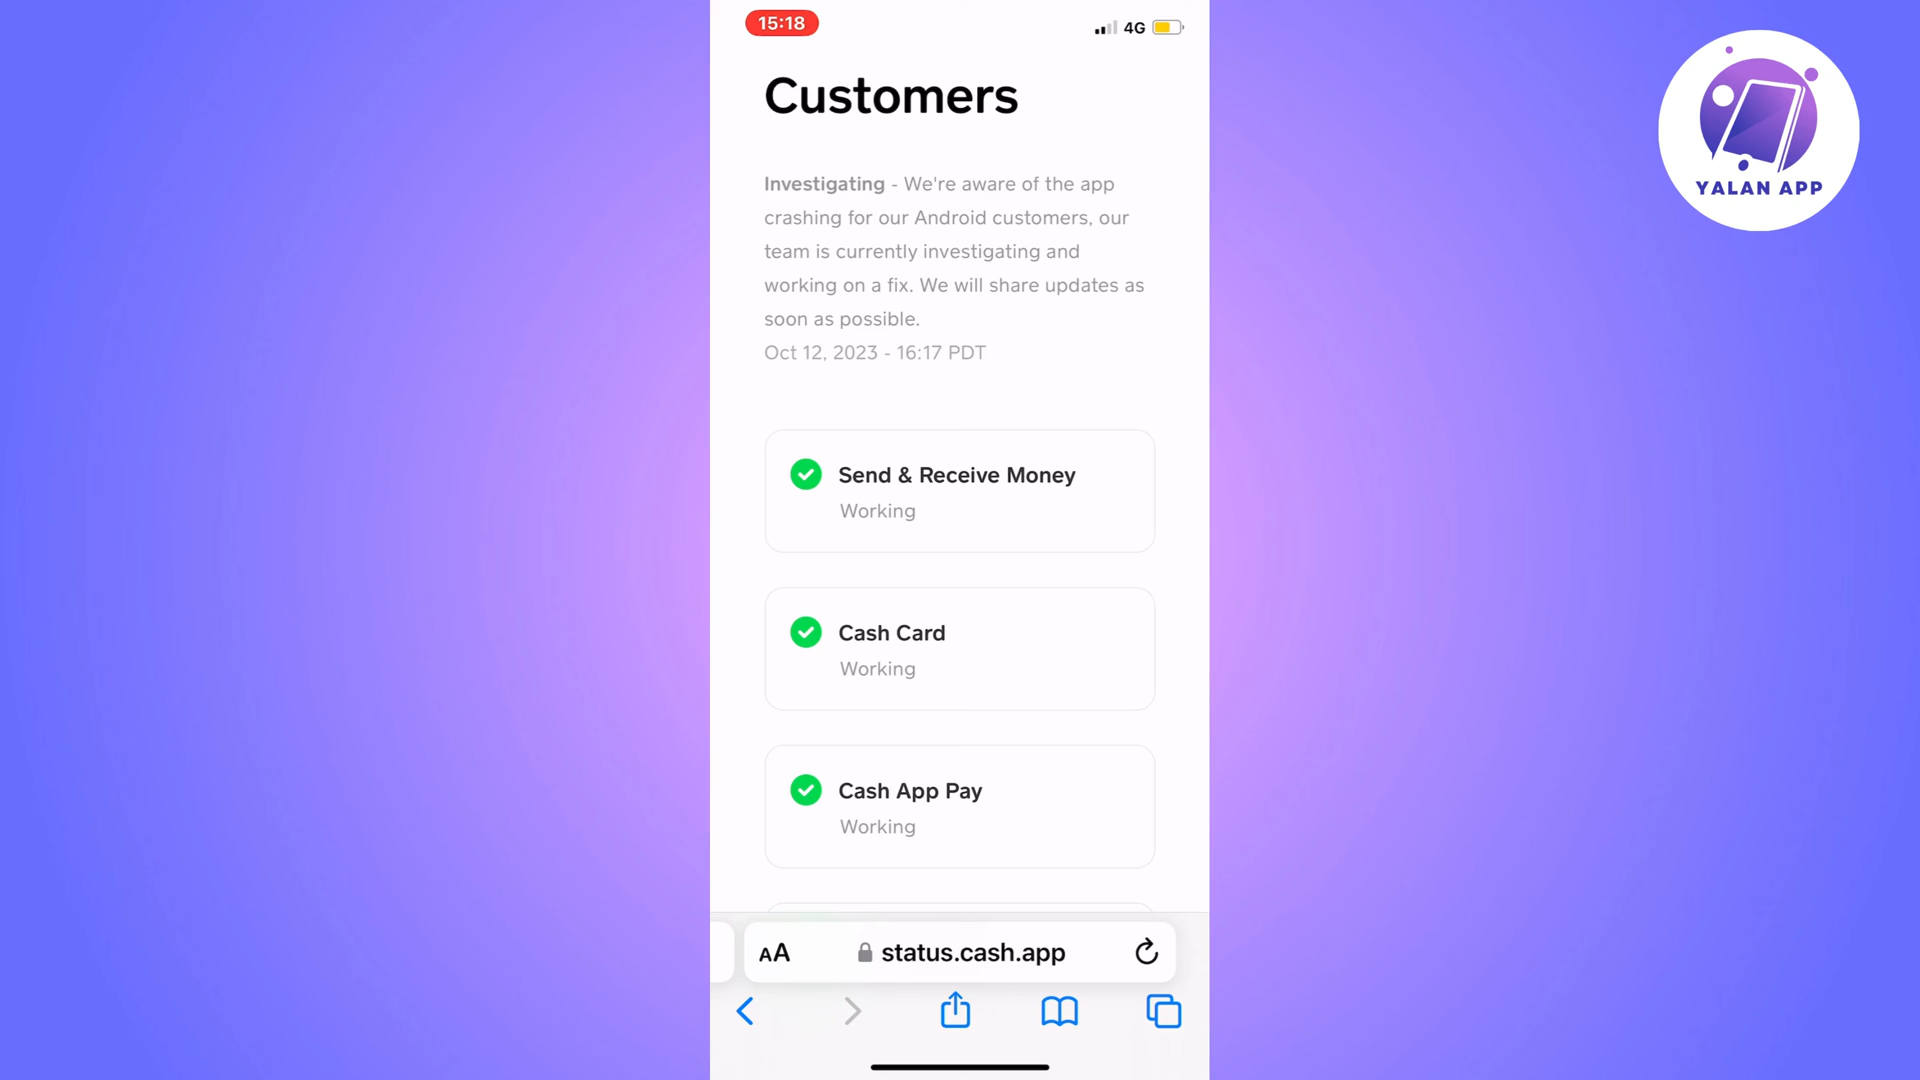 15:18
4G
Customers
Investigating - We're aware of the app
crashing for our Android customers, our
team is currently investigating and
working on a fix. We will share updates as
soon as possible.
Oct 12, 2023 - 16:17 PDT
Send & Receive Money
Working
Cash Card
Working
Cash App Pay
Working
AA
status.cash.app
YALAN APP